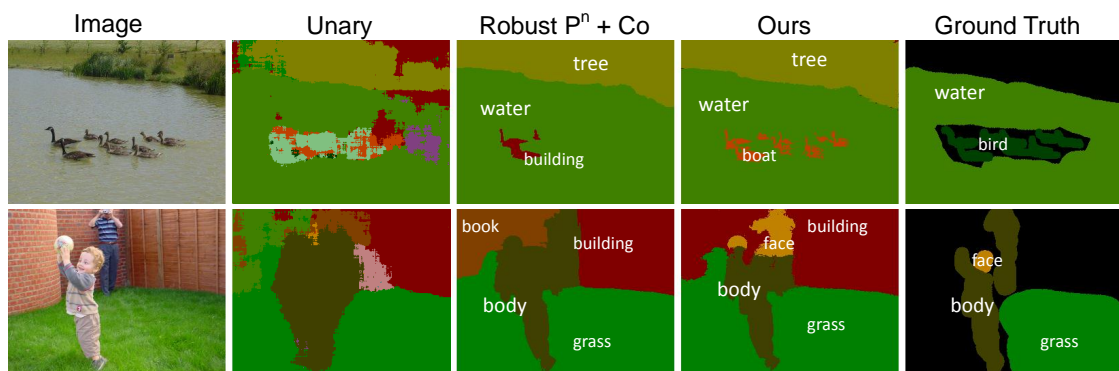 Image Unary Robust Pⁿ + Co Ours Ground Truth
tree tree
water water water
building boat bird
book building face building face
body body body
grass grass grass